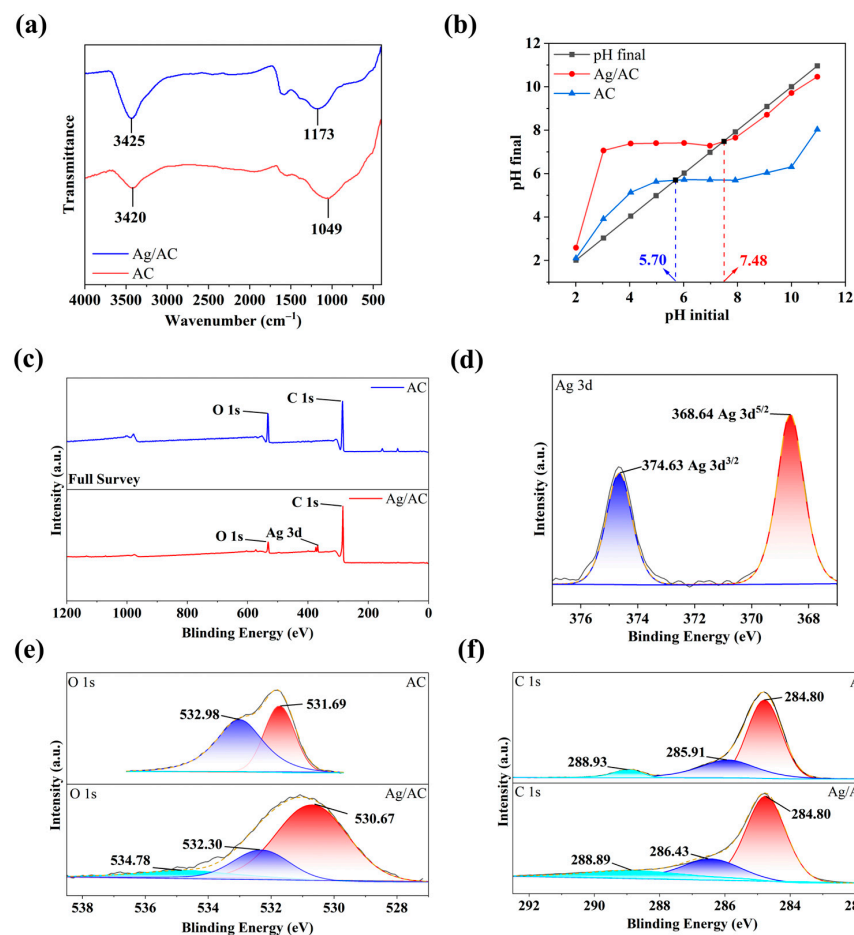 (a)
Transmittance
3425
1173
3420
1049
Ag/AC
AC
4000 3500 3000 2500 2000 1500 1000 500
Wavenumber (cm⁻¹)
(b)
pH final
12
10
8
6
4
2
pH final
Ag/AC
AC
5.70
7.48
0 2 4 6 8 10 12
pH initial
(c)
Intensity (a.u.)
AC
C 1s
O 1s
Full Survey
Ag/AC
C 1s
O 1s Ag 3d
1200 1000 800 600 400 200 0
Blinding Energy (eV)
(d)
Intensity (a.u.)
Ag 3d
368.64 Ag 3d⁵/²
374.63 Ag 3d³/²
376 374 372 370 368
Binding Energy (eV)
(e)
Intensity (a.u.)
O 1s AC
532.98 531.69
O 1s Ag/AC
530.67
532.30
534.78
538 536 534 532 530 528
Blinding Energy (eV)
(f)
Intensity (a.u.)
C 1s A
284.80
285.91
288.93
C 1s Ag/A
284.80
286.43
288.89
292 290 288 286 284 28
Blinding Energy (eV)